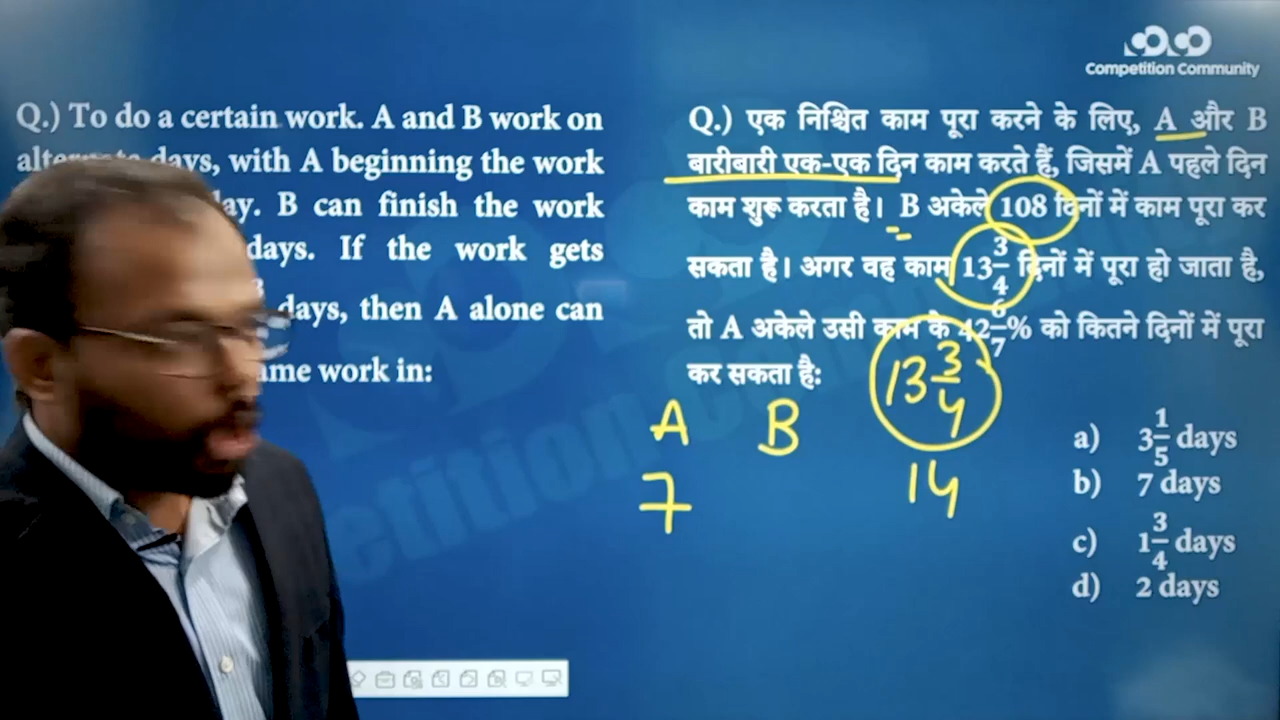 Competition Community
Q.) To do a certain work. A and B work on
days, with A beginning the work
B can finish the work
days. If the work gets
days, then A alone can
work in:
Q.) एक निश्चित काम पूरा करने के लिए, A और B
बारीबारी एक-एक दिन काम करते हैं, जिसमें A पहले दिन
काम शुरू करता है। B अकेले 108 दिनों में काम पूरा कर
सकता है। अगर वह काम 13 3/4 दिनों में पूरा हो जाता है,
तो A अकेले उसी काम के 42 6/7% को कितने दिनों में पूरा
कर सकता है:
13 3/4
A B
7 14
a) 3 1/5 days
b) 7 days
c) 1 3/4 days
d) 2 days